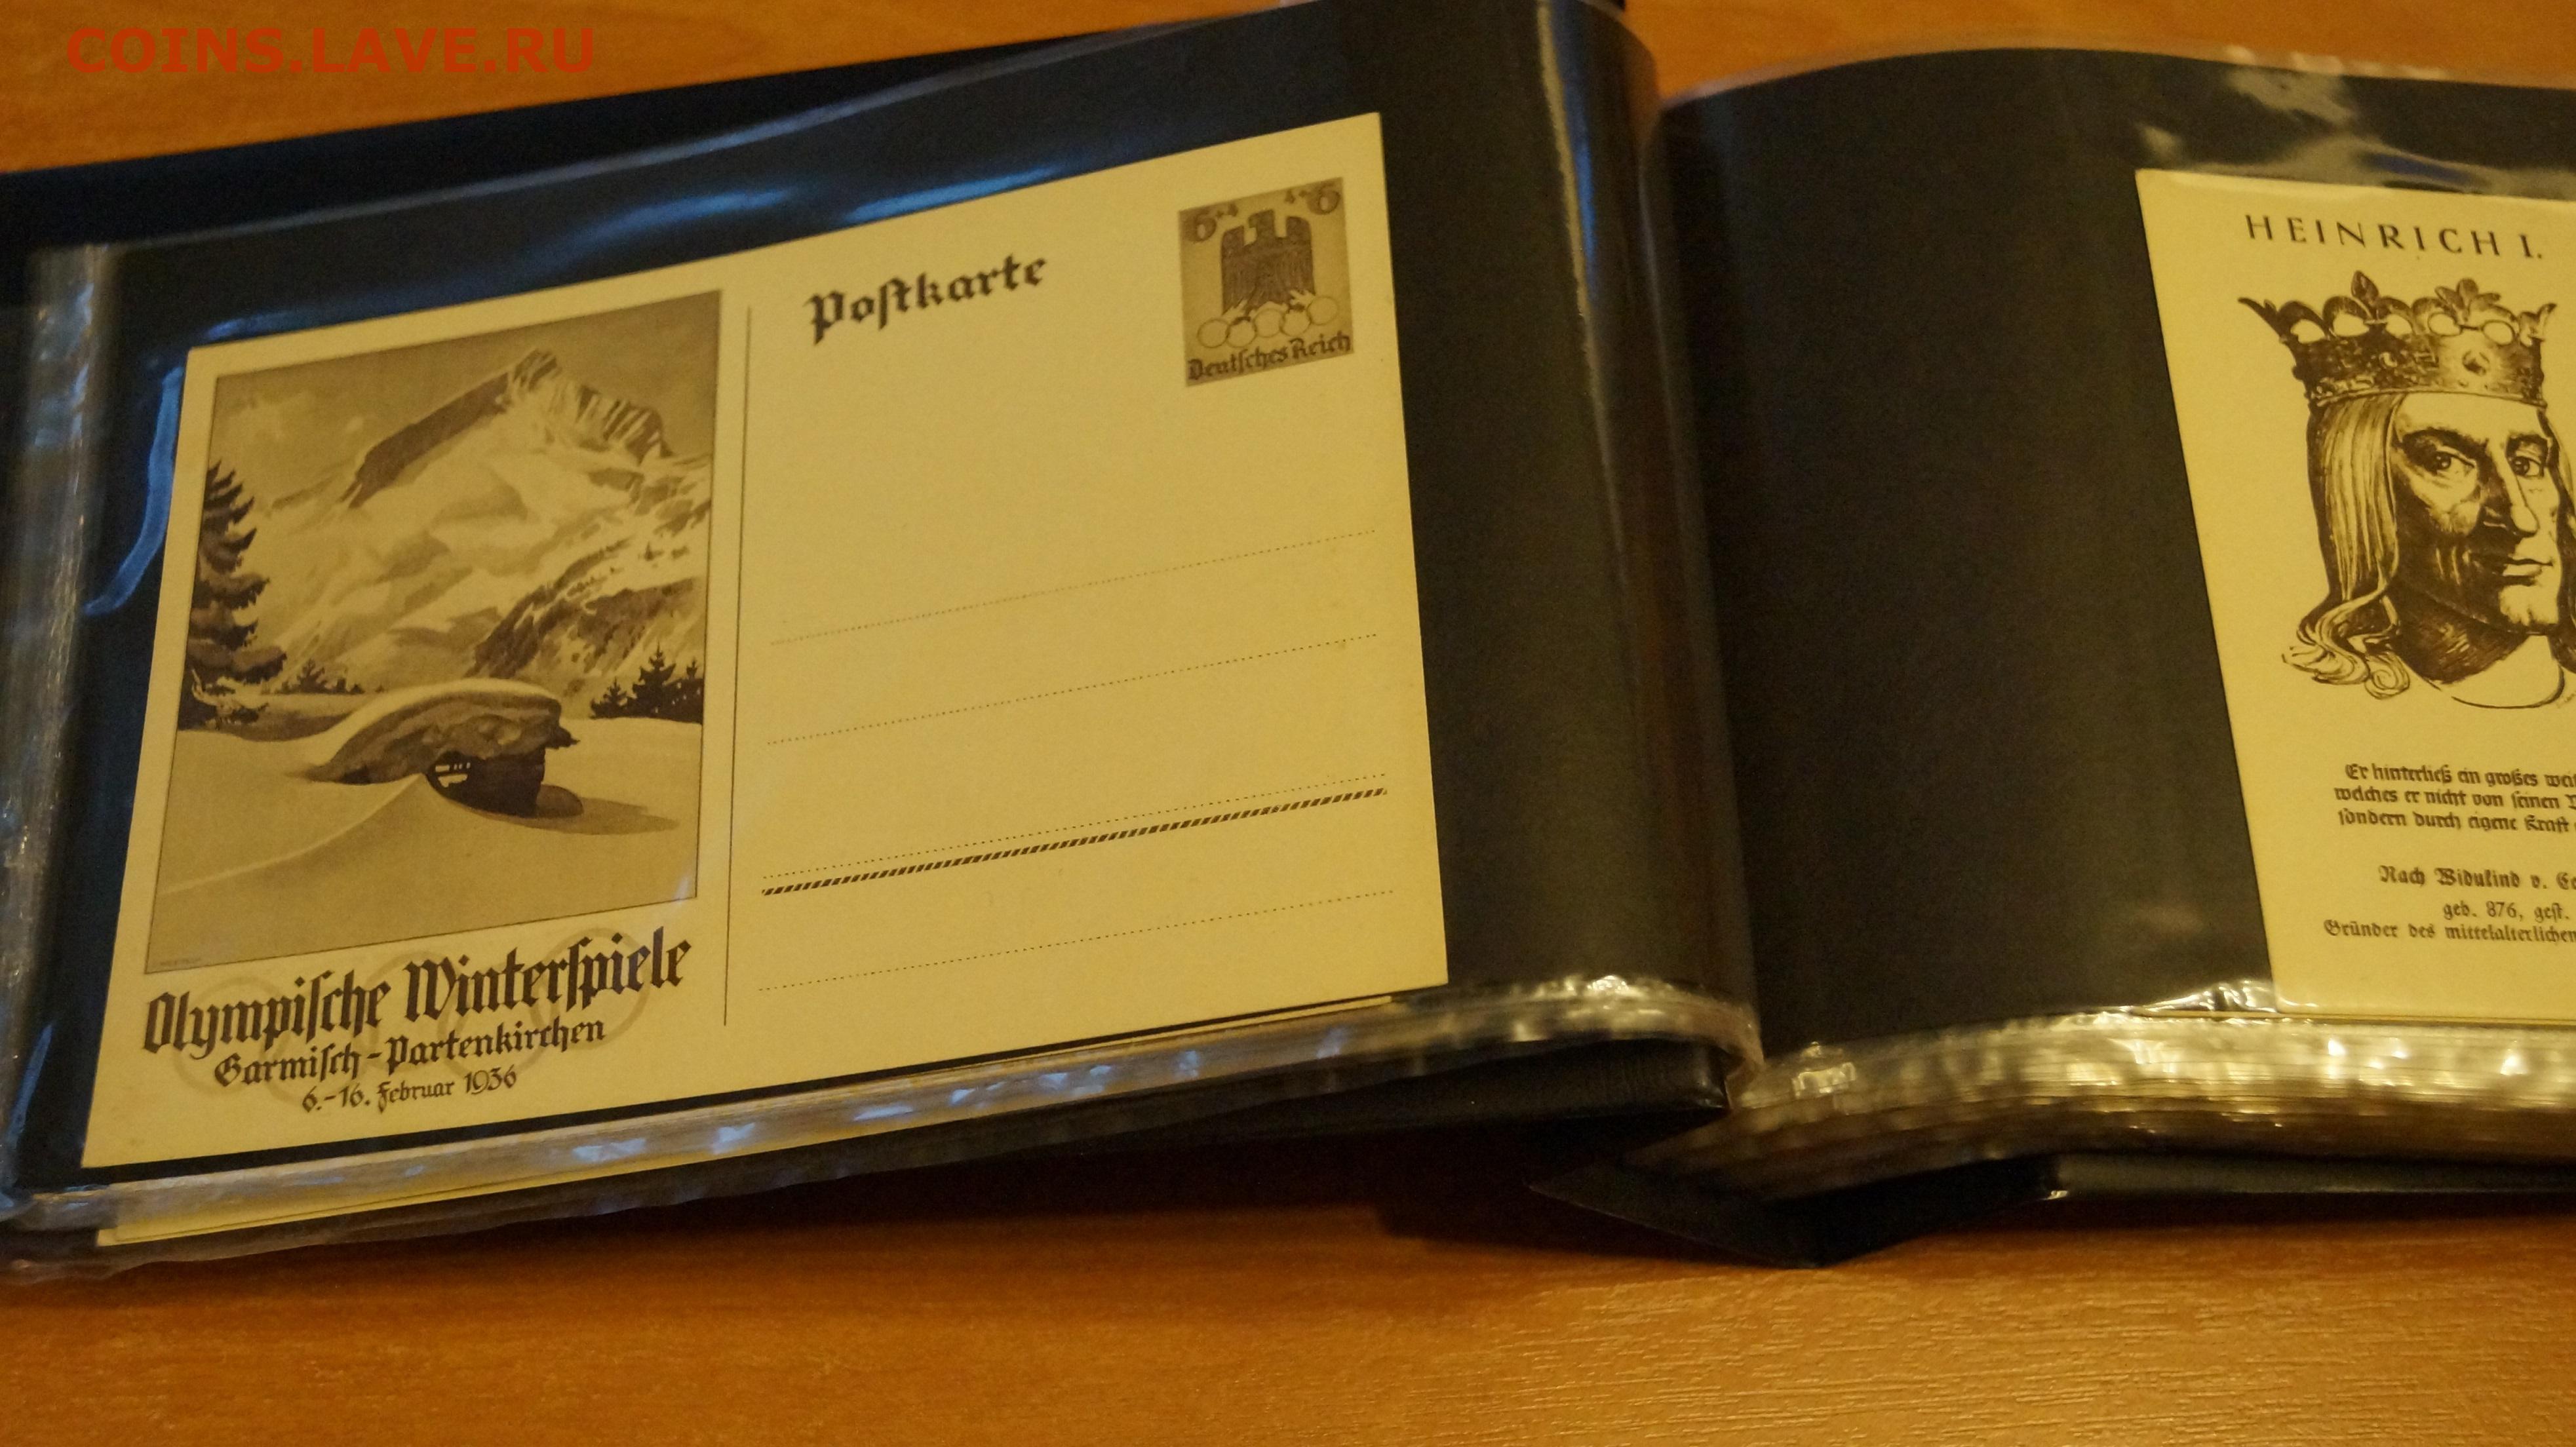 COINS.LAVE.RU
Poſtkarte
6+4 4+6
Deutſches Reich
Olympiſche Winterſpiele
Garmiſch-Partenkirchen
6.-16. Februar 1936
HEINRICH I.
Er hinterließ ein großes
welches er nicht von ſeinen
ſondern durch eigene Kraft
Nach Widukind v.
geb. 876, geſt.
Gründer des mittelalterlichen